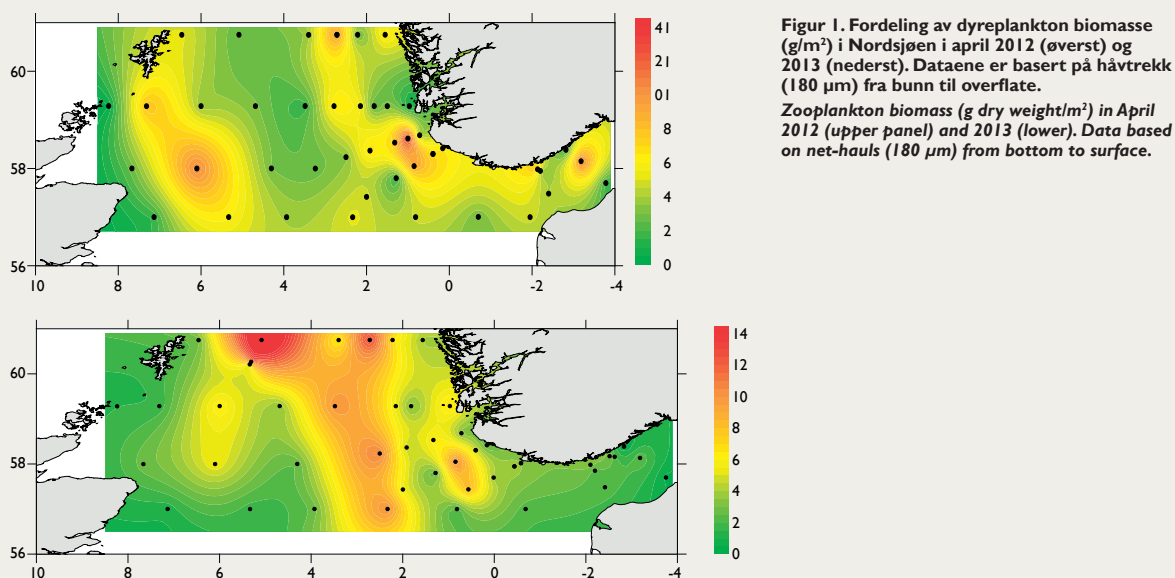 Figur 1. Fordeling av dyreplankton biomasse
(g/m²) i Nordsjøen i april 2012 (øverst) og
2013 (nederst). Dataene er basert på håvtrekk
(180 µm) fra bunn til overflate.
Zooplankton biomass (g dry weight/m²) in April
2012 (upper panel) and 2013 (lower). Data based
on net-hauls (180 µm) from bottom to surface.
60
58
56
10 8 6 4 2 0 -2 -4
41
21
01
8
6
4
2
0
60
58
56
10 8 6 4 2 0 -2 -4
14
12
10
8
6
4
2
0